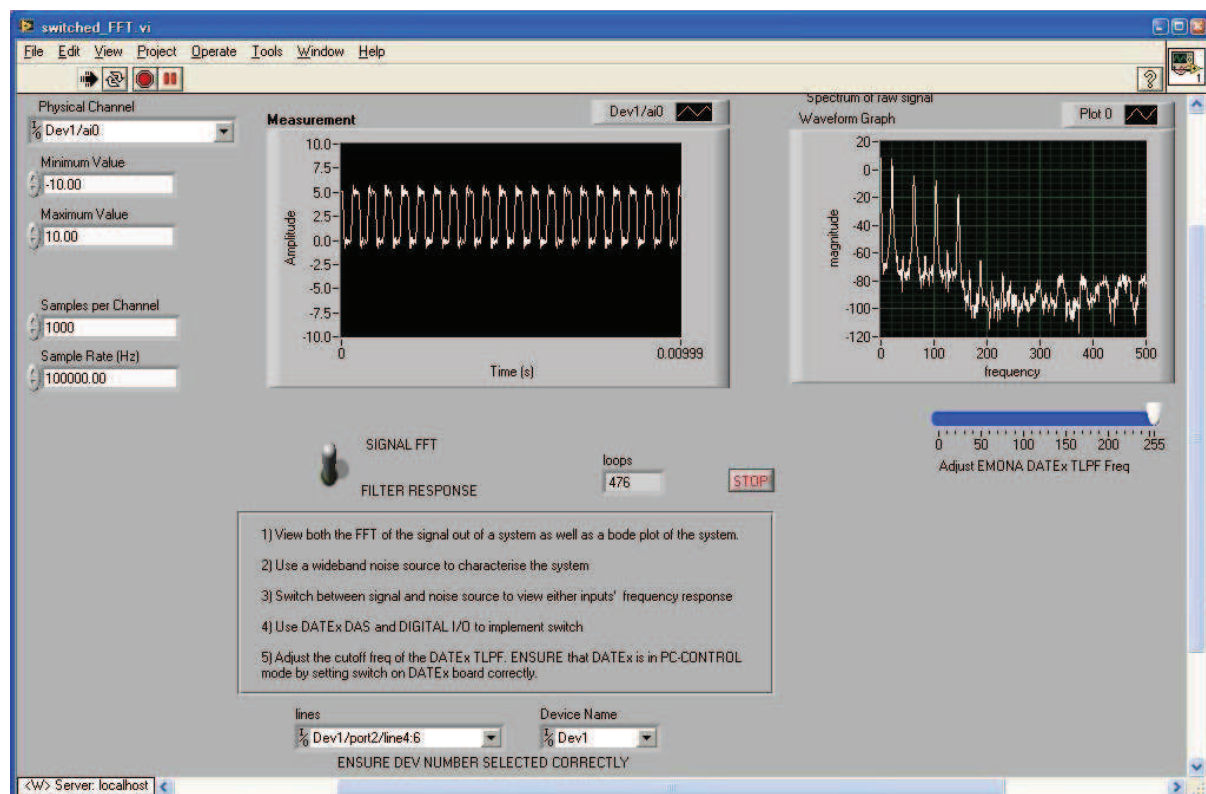 switched_FFT.vi
File Edit View Project Operate Tools Window Help
?
1
Physical Channel
Dev1/ai0
Minimum Value
-10.00
Maximum Value
10.00
Samples per Channel
1000
Sample Rate (Hz)
100000.00
Measurement
Dev1/ai0
10.0
7.5
5.0
2.5
0.0
-2.5
-5.0
-7.5
-10.0
Amplitude
0 0.00999
Time (s)
Spectrum of raw signal
Waveform Graph
Plot 0
20
0
-20
-40
-60
-80
-100
-120
magnitude
0 100 200 300 400 500
frequency
0 50 100 150 200 255
Adjust EMONA DATEx TLPF Freq
SIGNAL FFT
FILTER RESPONSE
loops
476
STOP
1) View both the FFT of the signal out of a system as well as a bode plot of the system.
2) Use a wideband noise source to characterise the system
3) Switch between signal and noise source to view either inputs' frequency response
4) Use DATEx DAS and DIGITAL I/O to implement switch
5) Adjust the cutoff freq of the DATEx TLPF. ENSURE that DATEx is in PC-CONTROL
mode by setting switch on DATEx board correctly.
lines
Dev1/port2/line4:6
Device Name
Dev1
ENSURE DEV NUMBER SELECTED CORRECTLY
<W> Server: localhost